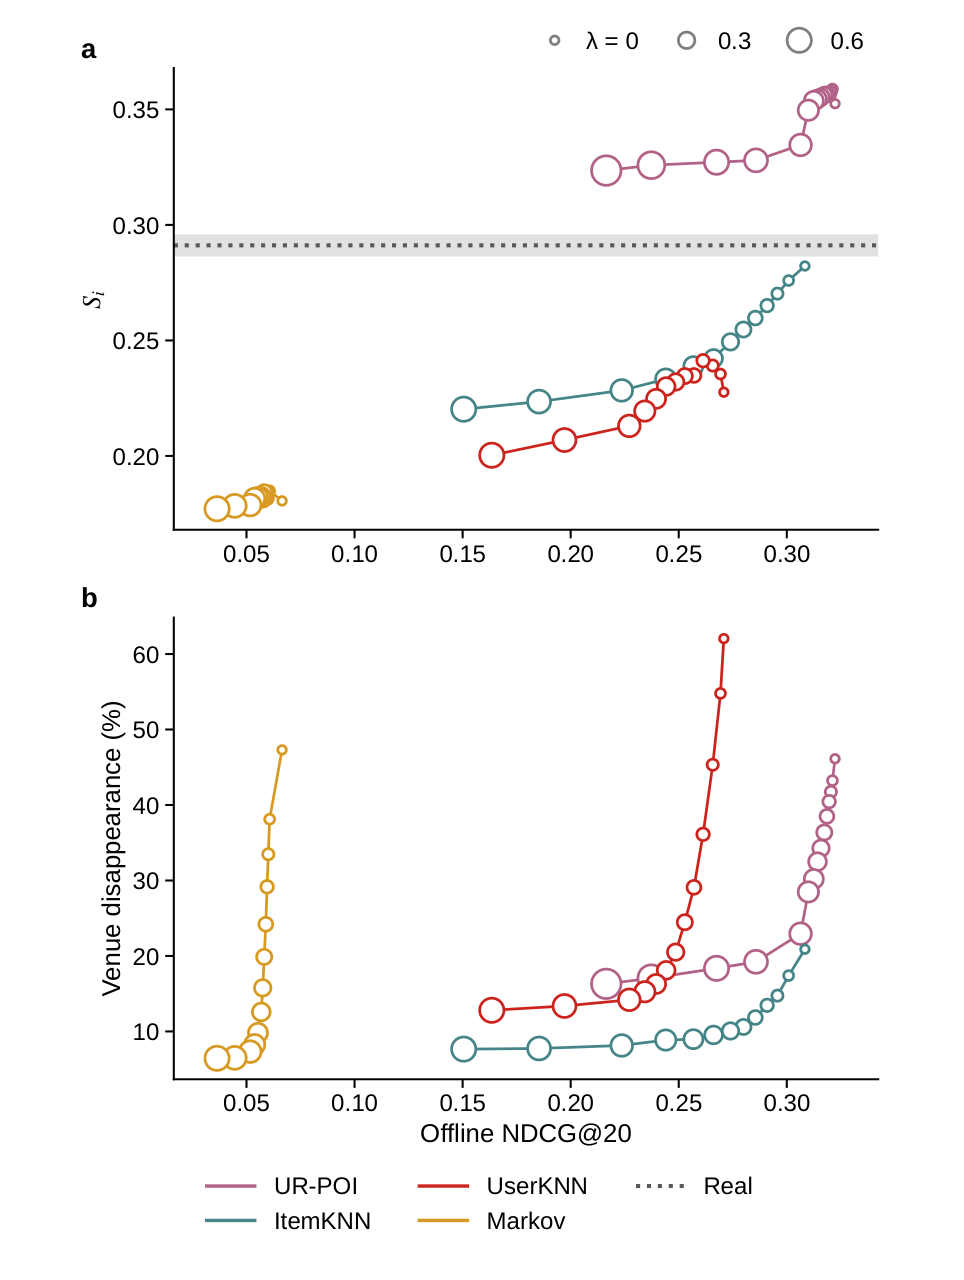 a
λ = 0 0.3 0.6
0.35
0.30
0.25
0.20
Si
0.05 0.10 0.15 0.20 0.25 0.30
b
60
50
40
30
20
10
Venue disappearance (%)
0.05 0.10 0.15 0.20 0.25 0.30
Offline NDCG@20
UR-POI UserKNN Real
ItemKNN Markov